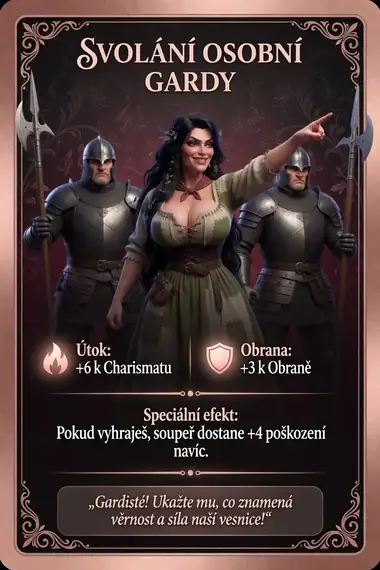 SVOLÁNÍ OSOBNÍ
GARDY
Útok:
+6 k Charismatu
Obrana:
+3 k Obraně
Speciální efekt:
Pokud vyhraješ, soupeř dostane +4 poškození
navíc.
„Gardisté! Ukažte mu, co znamená
věrnost a síla naší vesnice!“